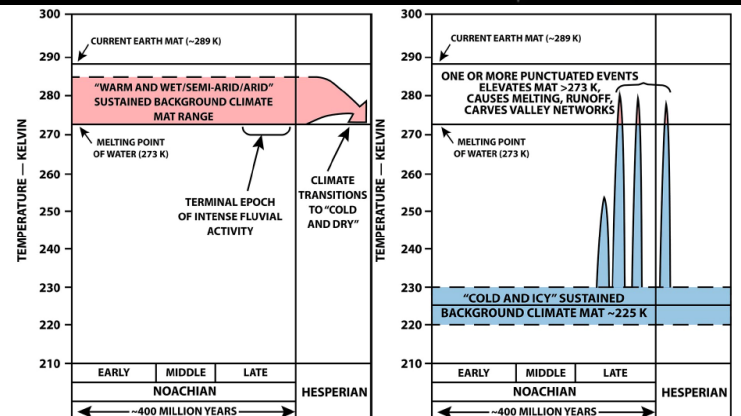 300
290
280
270
260
250
240
230
220
210
TEMPERATURE — KELVIN
CURRENT EARTH MAT (~289 K)
“WARM AND WET/SEMI-ARID/ARID”
SUSTAINED BACKGROUND CLIMATE
MAT RANGE
MELTING POINT
OF WATER (273 K)
TERMINAL EPOCH
OF INTENSE FLUVIAL
ACTIVITY
CLIMATE
TRANSITIONS
TO “COLD
AND DRY”
EARLY
MIDDLE
LATE
NOACHIAN
HESPERIAN
~400 MILLION YEARS
300
290
280
270
260
250
240
230
220
210
TEMPERATURE — KELVIN
CURRENT EARTH MAT (~289 K)
ONE OR MORE PUNCTUATED EVENTS
ELEVATES MAT >273 K,
CAUSES MELTING, RUNOFF,
CARVES VALLEY NETWORKS
MELTING POINT
OF WATER (273 K)
“COLD AND ICY” SUSTAINED
BACKGROUND CLIMATE MAT ~225 K
EARLY
MIDDLE
LATE
NOACHIAN
HESPERIAN
~400 MILLION YEARS